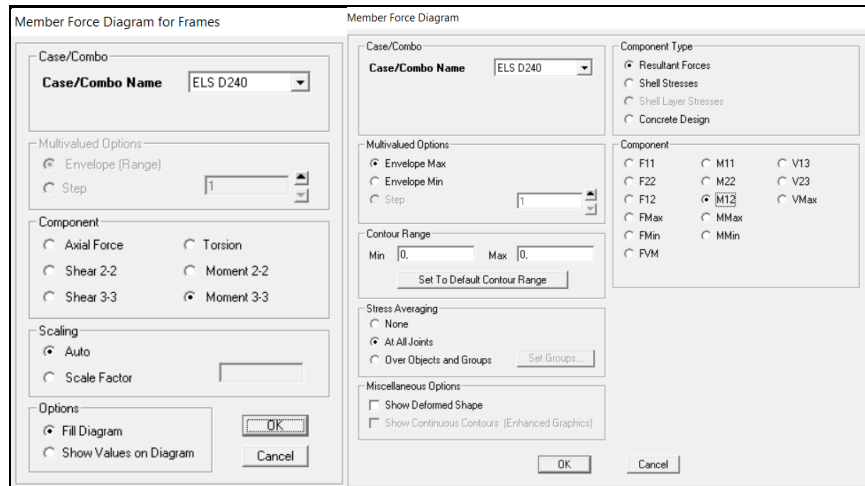 Member Force Diagram for Frames
Case/Combo
Case/Combo Name ELS D240
Multivalued Options
Envelope (Range)
Step 1
Component
Axial Force Torsion
Shear 2-2 Moment 2-2
Shear 3-3 Moment 3-3
Scaling
Auto
Scale Factor
Options
Fill Diagram
Show Values on Diagram
OK
Cancel
Member Force Diagram
Case/Combo
Case/Combo Name ELS D240
Multivalued Options
Envelope Max
Envelope Min
Step 1
Contour Range
Min 0, Max 0,
Set To Default Contour Range
Stress Averaging
None
At All Joints
Over Objects and Groups Set Groups...
Miscellaneous Options
Show Deformed Shape
Show Continuous Contours (Enhanced Graphics)
Component Type
Resultant Forces
Shell Stresses
Shell Layer Stresses
Concrete Design
Component
F11 M11 V13
F22 M22 V23
F12 M12 VMax
FMax MMax
FMin MMin
FVM
OK Cancel